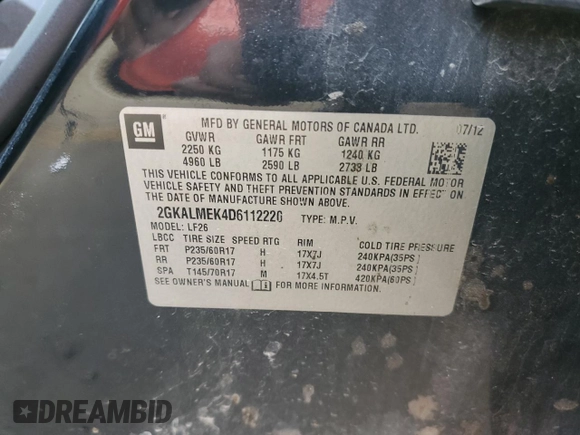 GM
MFD BY GENERAL MOTORS OF CANADA LTD. 07/12
GVWR GAWR FRT GAWR RR
2250 KG 1175 KG 1240 KG
4960 LB 2590 LB 2733 LB
THIS VEHICLE CONFORMS TO ALL APPLICABLE U.S. FEDERAL MOTOR
VEHICLE SAFETY AND THEFT PREVENTION STANDARDS IN EFFECT ON
THE DATE OF MANUFACTURE SHOWN ABOVE.
2GKALMEK4D6112220 TYPE: M.P.V.
MODEL: LF26
LBCC TIRE SIZE SPEED RTG RIM COLD TIRE PRESSURE
FRT P235/60R17 H 17X7J 240KPA(35PSI)
RR P235/60R17 H 17X7J 240KPA(35PSI)
SPA T145/70R17 M 17X4.5T 420KPA(60PSI)
SEE OWNER'S MANUAL FOR MORE INFORMATION.
DREAMBID